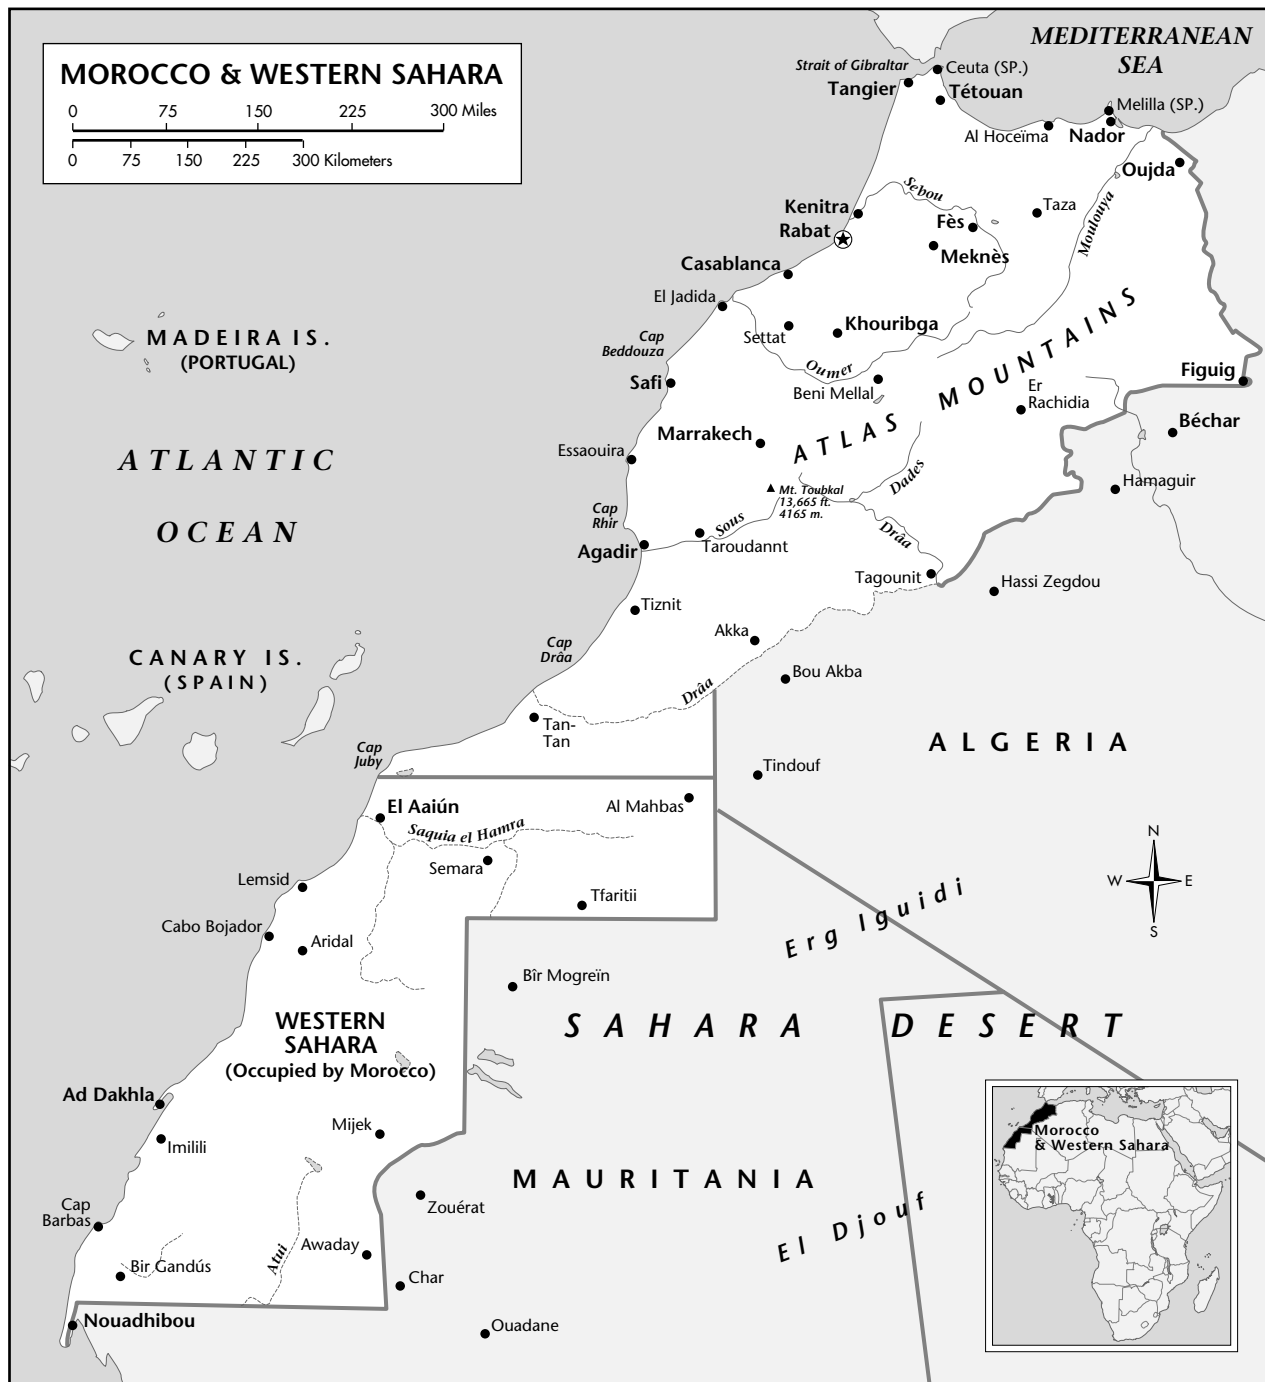 MOROCCO & WESTERN SAHARA
0 75 150 225 300 Miles
0 75 150 225 300 Kilometers
MEDITERRANEAN
SEA
Strait of Gibraltar
Ceuta (SP.)
Tangier
Tétouan
Melilla (SP.)
Al Hoceïma
Nador
Oujda
Sebou
Kenitra
Taza
Moulouya
Rabat
Fès
Meknès
Casablanca
El Jadida
MADEIRA IS.
(PORTUGAL)
Cap
Beddouza
Settat
Khouribga
Oumer
ATLAS MOUNTAINS
Safi
Beni Mellal
Er
Rachidia
Figuig
Béchar
Marrakech
ATLANTIC
OCEAN
Essaouira
Dades
Hamaguir
Mt. Toubkal
13,665 ft.
4165 m.
Cap
Rhir
Sous
Drâa
Agadir
Taroudannt
Tagounit
Hassi Zegdou
Tiznit
Akka
Cap
Drâa
CANARY IS.
(SPAIN)
Bou Akba
Drâa
Tan-
Tan
ALGERIA
Cap
Juby
Tindouf
El Aaiún
Al Mahbas
Saquia el Hamra
Semara
Lemsid
Tfaritii
N
W E
S
Cabo Bojador
Aridal
Erg Iguidi
Bîr Mogreïn
WESTERN
SAHARA
(Occupied by Morocco)
SAHARA DESERT
Ad Dakhla
Mijek
Imilili
Morocco
& Western Sahara
MAURITANIA
Zouérat
Cap
Barbas
El Djouf
Atui
Awaday
Bir Gandús
Char
Nouadhibou
Ouadane